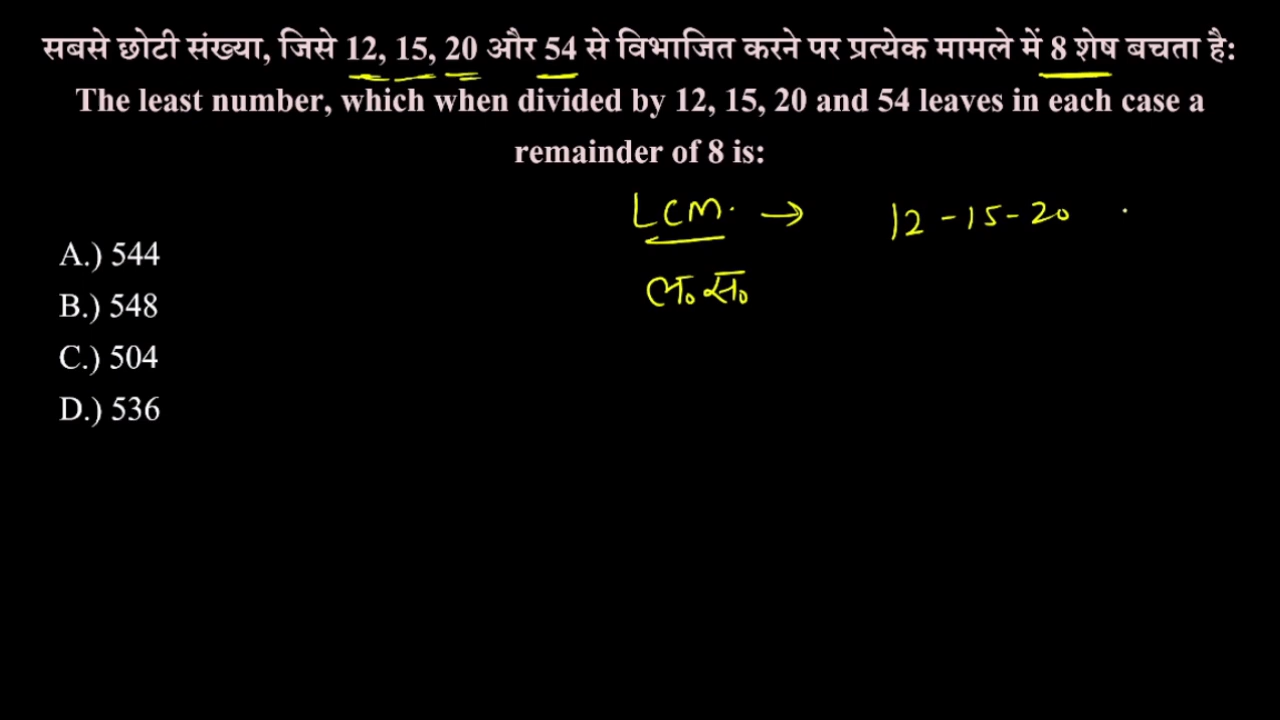 सबसे छोटी संख्या, जिसे 12, 15, 20 और 54 से विभाजित करने पर प्रत्येक मामले में 8 शेष बचता है:
The least number, which when divided by 12, 15, 20 and 54 leaves in each case a
remainder of 8 is:
LCM. → 12 - 15 - 20
ल० स०
A.) 544
B.) 548
C.) 504
D.) 536